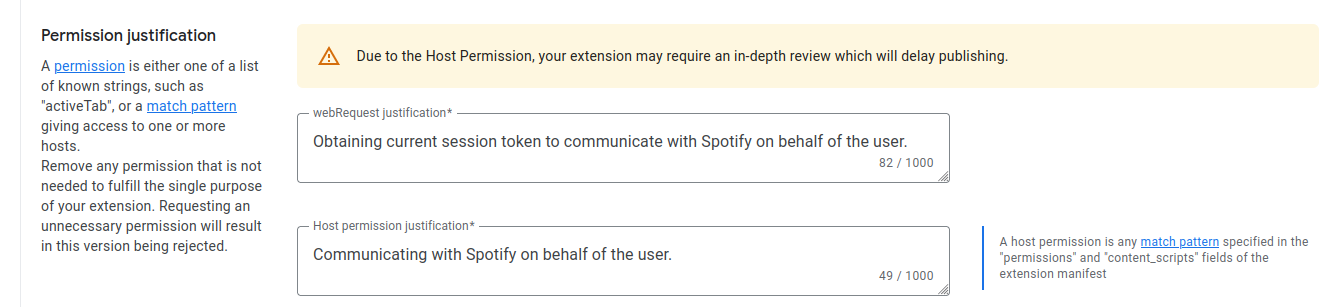 Permission justification
A permission is either one of a list
of known strings, such as
"activeTab", or a match pattern
giving access to one or more
hosts.
Remove any permission that is not
needed to fulfill the single purpose
of your extension. Requesting an
unnecessary permission will result
in this version being rejected.
Due to the Host Permission, your extension may require an in-depth review which will delay publishing.
webRequest justification*
Obtaining current session token to communicate with Spotify on behalf of the user.
82 / 1000
Host permission justification*
Communicating with Spotify on behalf of the user.
49 / 1000
A host permission is any match pattern specified in the
"permissions" and "content_scripts" fields of the
extension manifest